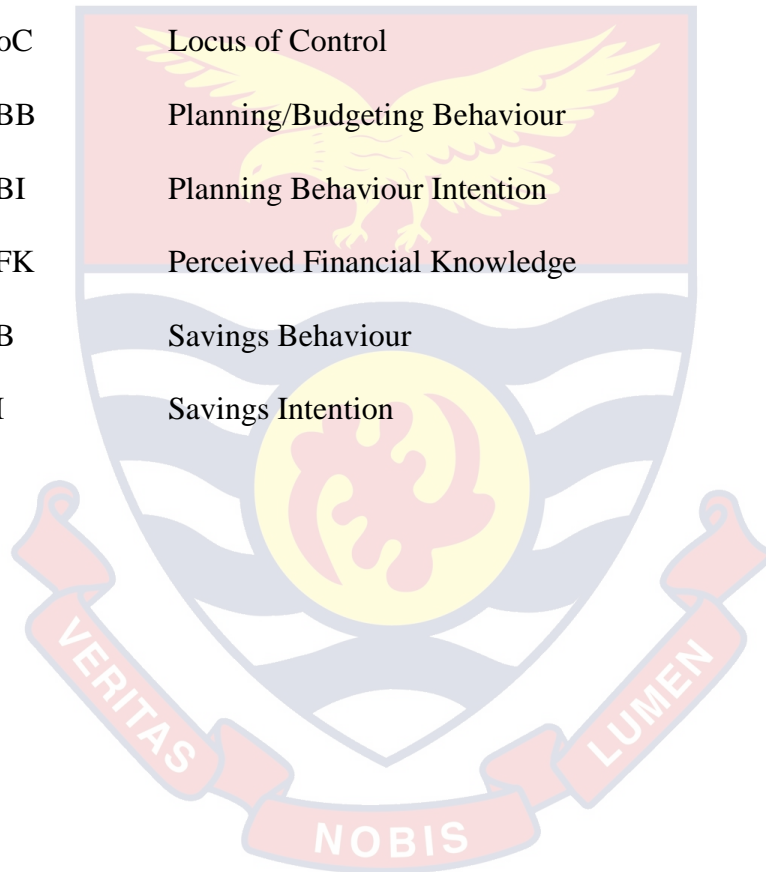 oC Locus of Control
BB Planning/Budgeting Behaviour
BI Planning Behaviour Intention
FK Perceived Financial Knowledge
B Savings Behaviour
I Savings Intention
VERITAS
NOBIS
LUMEN